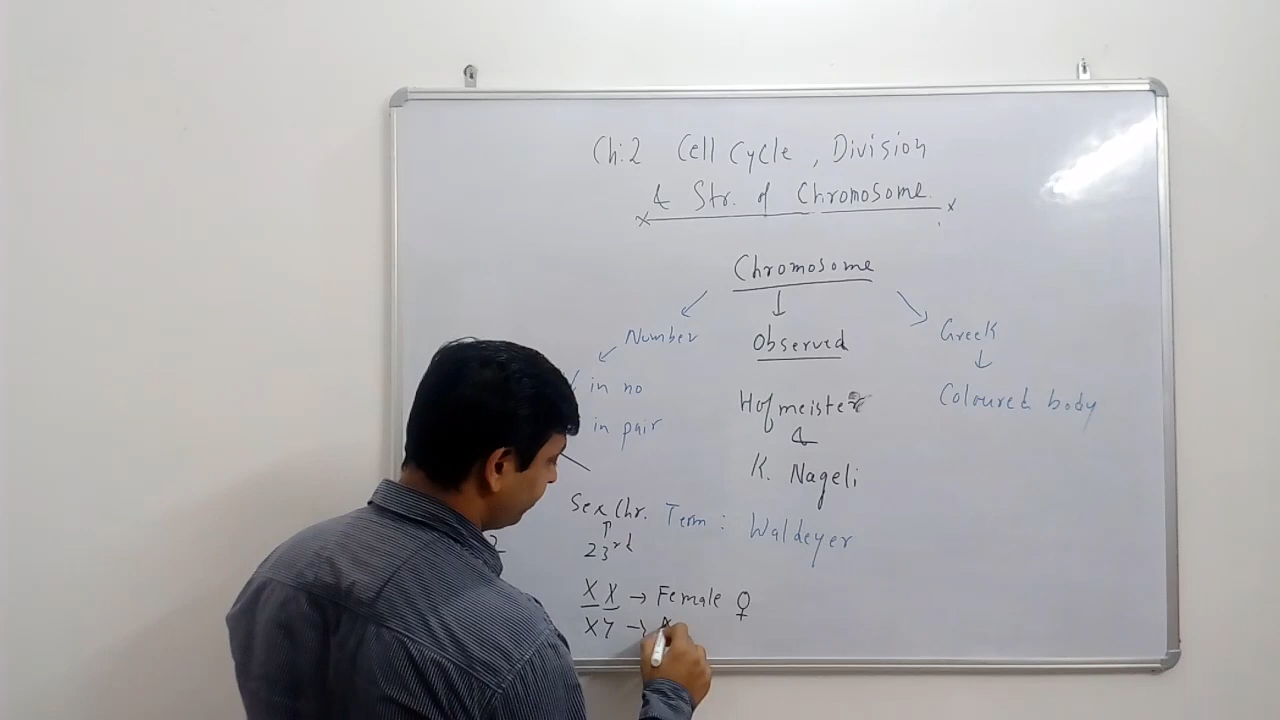 Ch:2 Cell Cycle, Division
& Str. of Chromosome.
Chromosome
Number
Observed
Greek
in no
Hofmeister
Coloured body
in pair
&
K. Nageli
Sex Chr.
Term : Waldeyer
23rd
2
XX → Female ♀
XY →